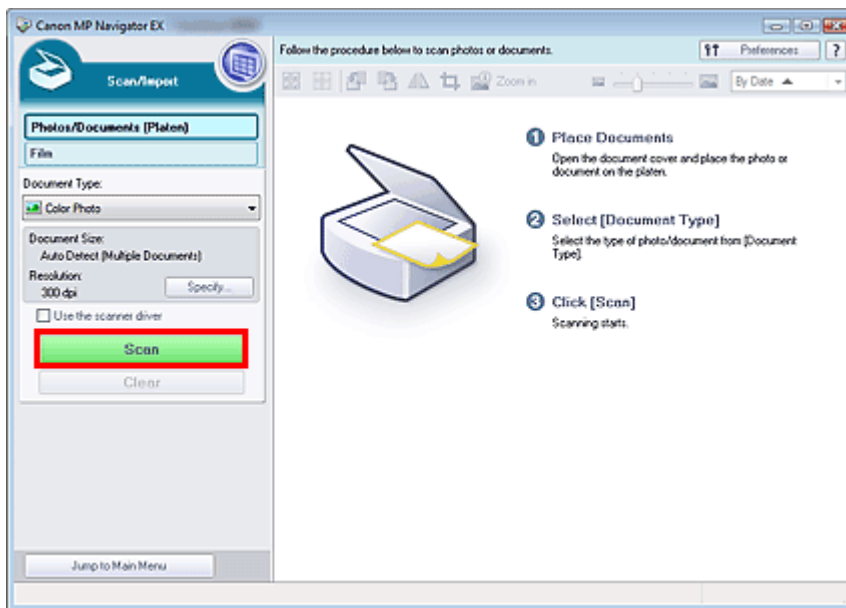 Canon MP Navigator EX
Follow the procedure below to scan photos or documents.
Preferences
?
Scan/Import
Zoom in
By Date
Photos/Documents (Platen)
Film
Document Type:
Color Photo
Document Size:
Auto Detect (Multiple Documents)
Resolution:
300 dpi
Specify...
Use the scanner driver
Scan
Clear
1 Place Documents
Open the document cover and place the photo or
document on the platen.
2 Select [Document Type]
Select the type of photo/document from [Document
Type].
3 Click [Scan]
Scanning starts.
Jump to Main Menu